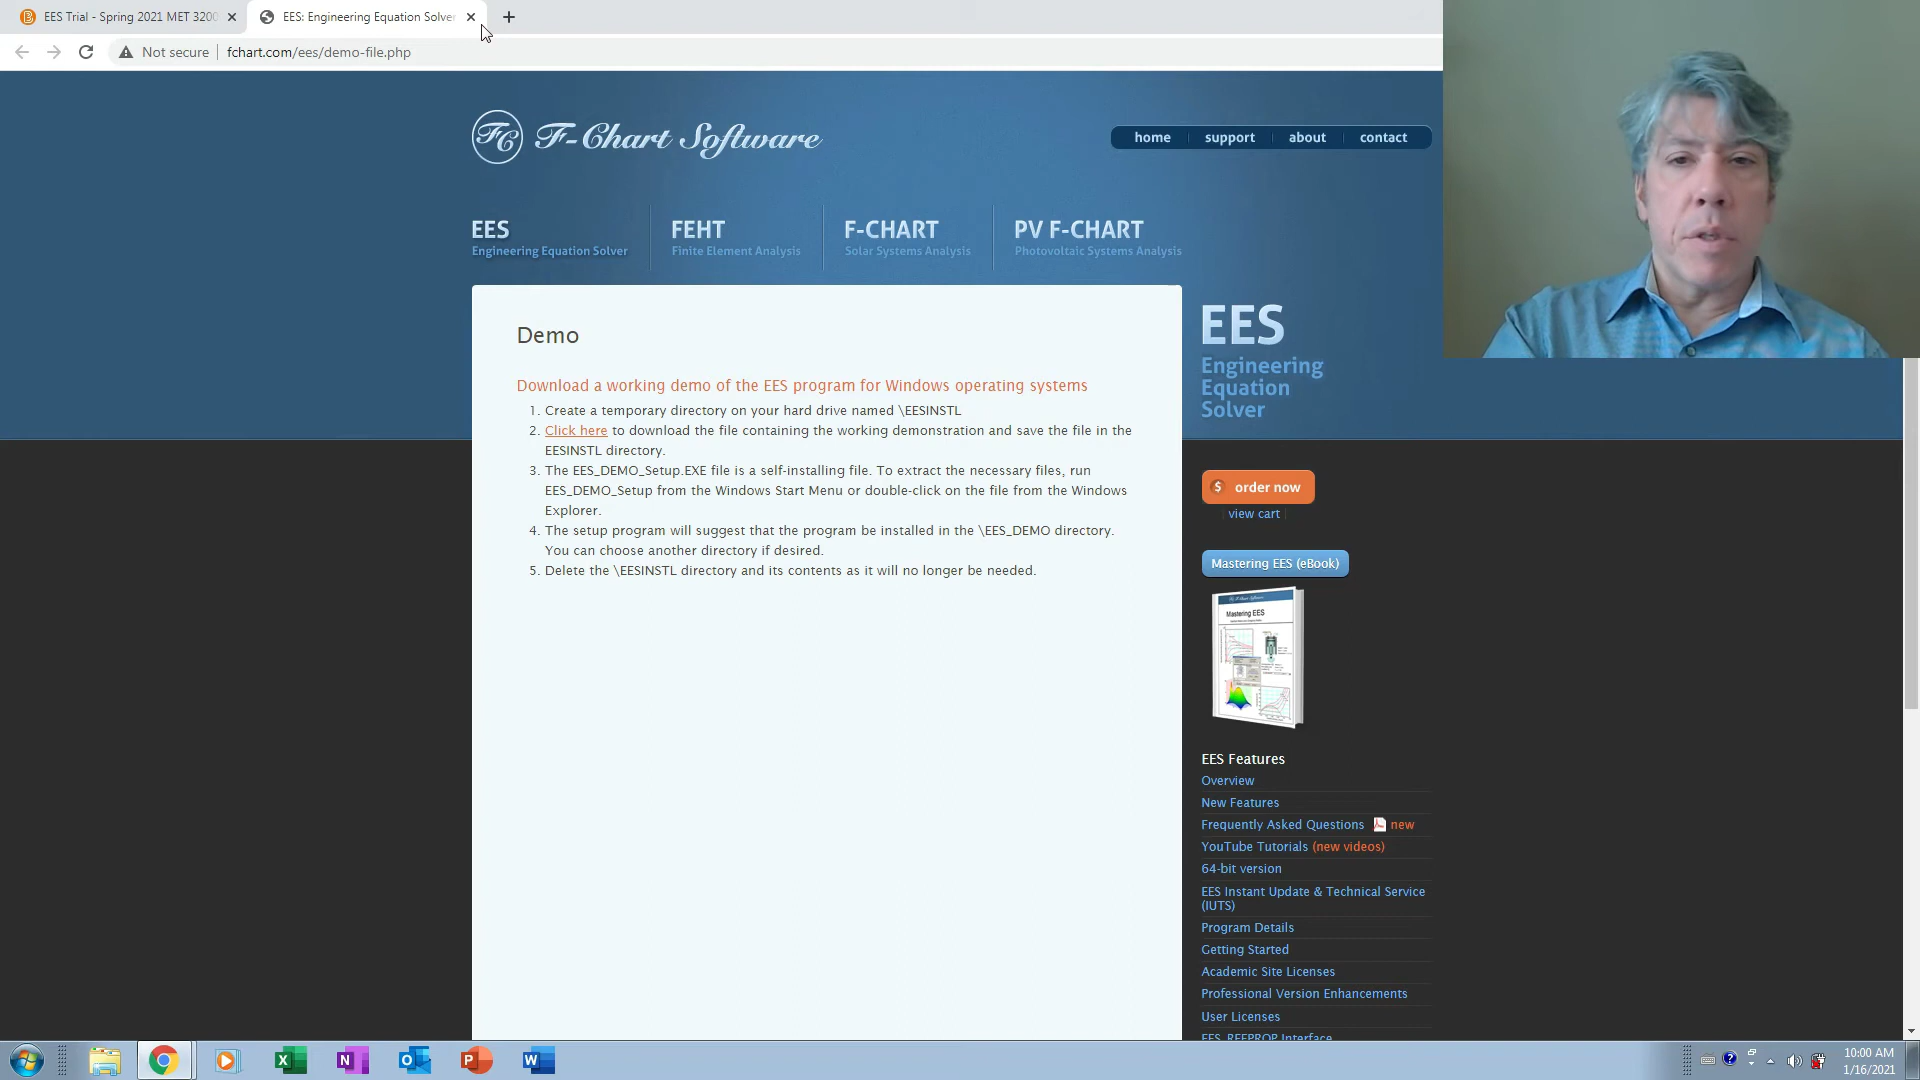 EES Trial - Spring 2021 MET 3200
EES: Engineering Equation Solver
Not secure
fchart.com/ees/demo-file.php
FC F-Chart Software
home
support
about
contact
EES
Engineering Equation Solver
FEHT
Finite Element Analysis
F-CHART
Solar Systems Analysis
PV F-CHART
Photovoltaic Systems Analysis
EES
Engineering
Equation
Solver
Demo
Download a working demo of the EES program for Windows operating systems
1. Create a temporary directory on your hard drive named \EESINSTL
2. Click here to download the file containing the working demonstration and save the file in the
EESINSTL directory.
3. The EES_DEMO_Setup.EXE file is a self-installing file. To extract the necessary files, run
EES_DEMO_Setup from the Windows Start Menu or double-click on the file from the Windows
Explorer.
4. The setup program will suggest that the program be installed in the \EES_DEMO directory.
You can choose another directory if desired.
5. Delete the \EESINSTL directory and its contents as it will no longer be needed.
$ order now
view cart
Mastering EES (eBook)
Mastering EES
EES Features
Overview
New Features
Frequently Asked Questions new
YouTube Tutorials (new videos)
64-bit version
EES Instant Update & Technical Service
(IUTS)
Program Details
Getting Started
Academic Site Licenses
Professional Version Enhancements
User Licenses
EES_REFPROP Interface
10:00 AM
1/16/2021